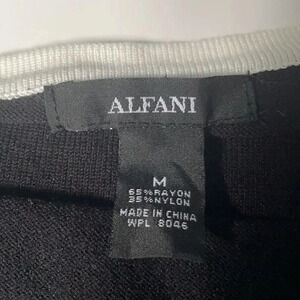 ALFANI
M
65% RAYON
35% NYLON
MADE IN CHINA
WPL 8046